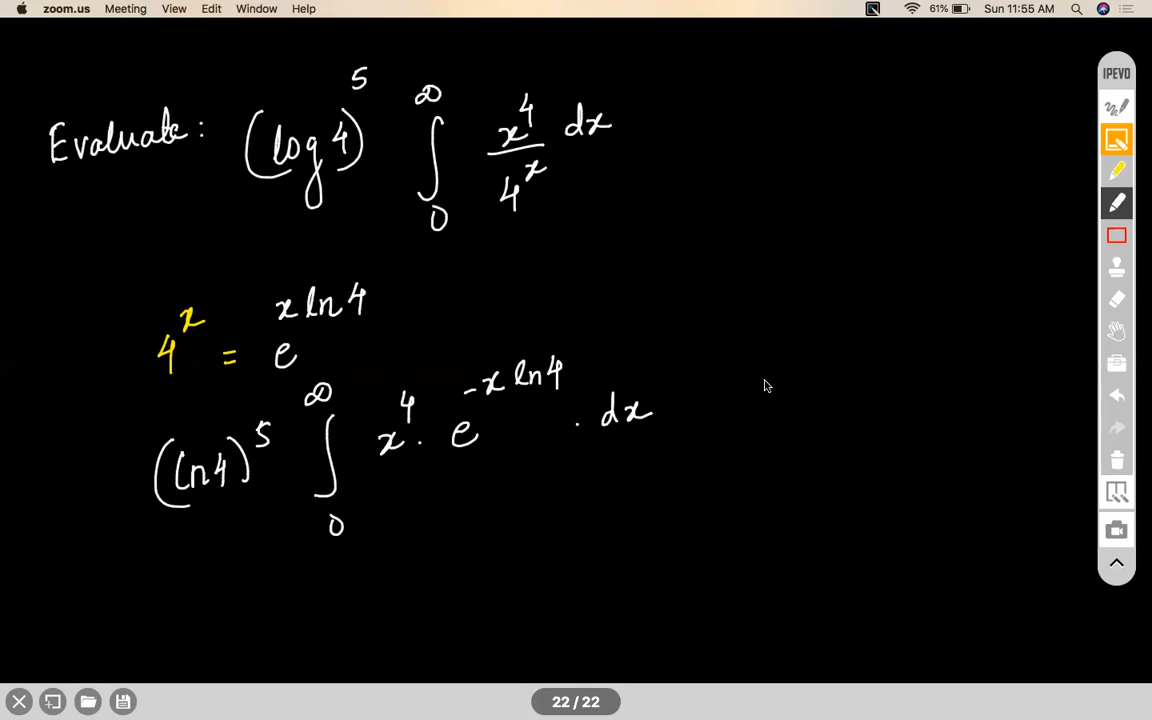 zoom.us Meeting View Edit Window Help 61% Sun 11:55 AM
IPEVO
Evaluate: (log 4)^5 ∫_0^∞ x^4/4^x dx
4^x = e^{x ln 4}
(ln 4)^5 ∫_0^∞ x^4 . e^{-x ln 4} . dx
22 / 22